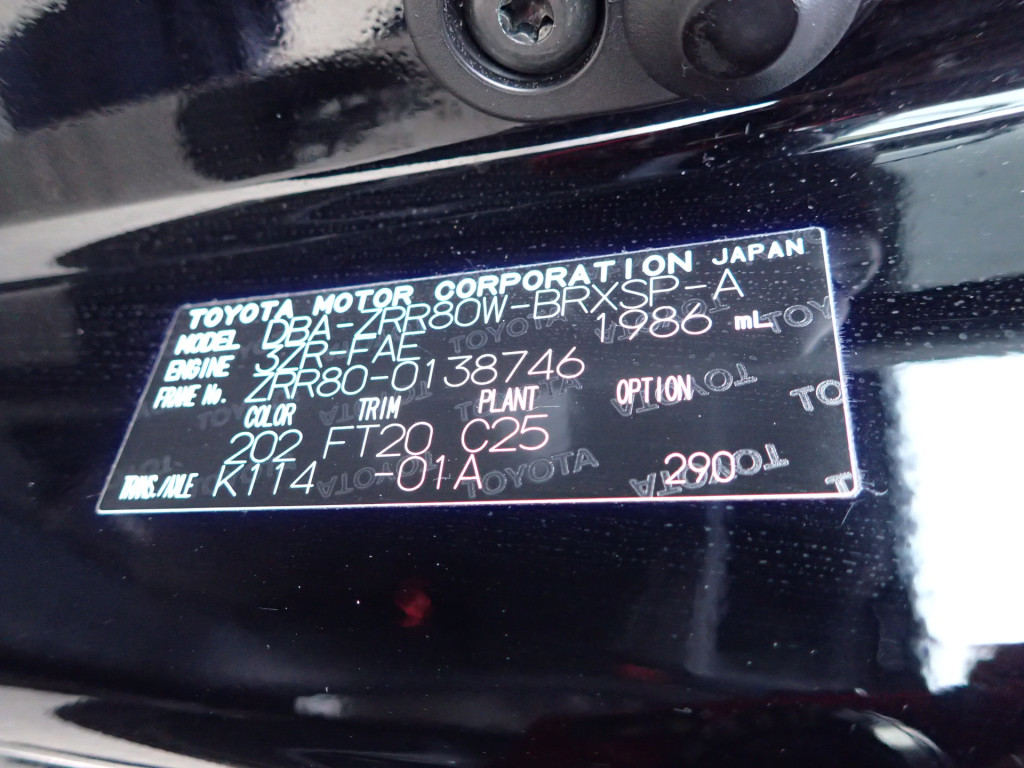 TOYOTA MOTOR CORPORATION JAPAN
MODEL DBA-ZRR80W-BRXSP-A
ENGINE 3ZR-FAE 1986 mL
FRAME No. ZRR80-0138746
COLOR TRIM PLANT OPTION
202 FT20 C25
TRANS./AXLE K114 -01A 290